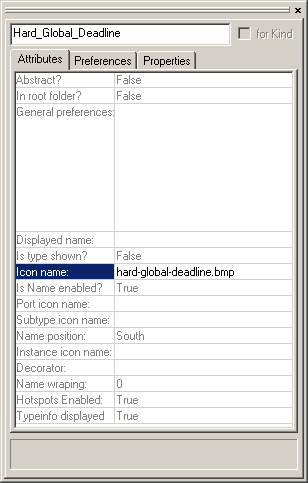 Hard_Global_Deadline
for Kind
Attributes Preferences Properties
Abstract? False
In root folder? False
General preferences:
Displayed name:
Is type shown? False
Icon name: hard-global-deadline.bmp
Is Name enabled? True
Port icon name:
Subtype icon name:
Name position: South
Instance icon name:
Decorator:
Name wraping: 0
Hotspots Enabled: True
Typeinfo displayed True